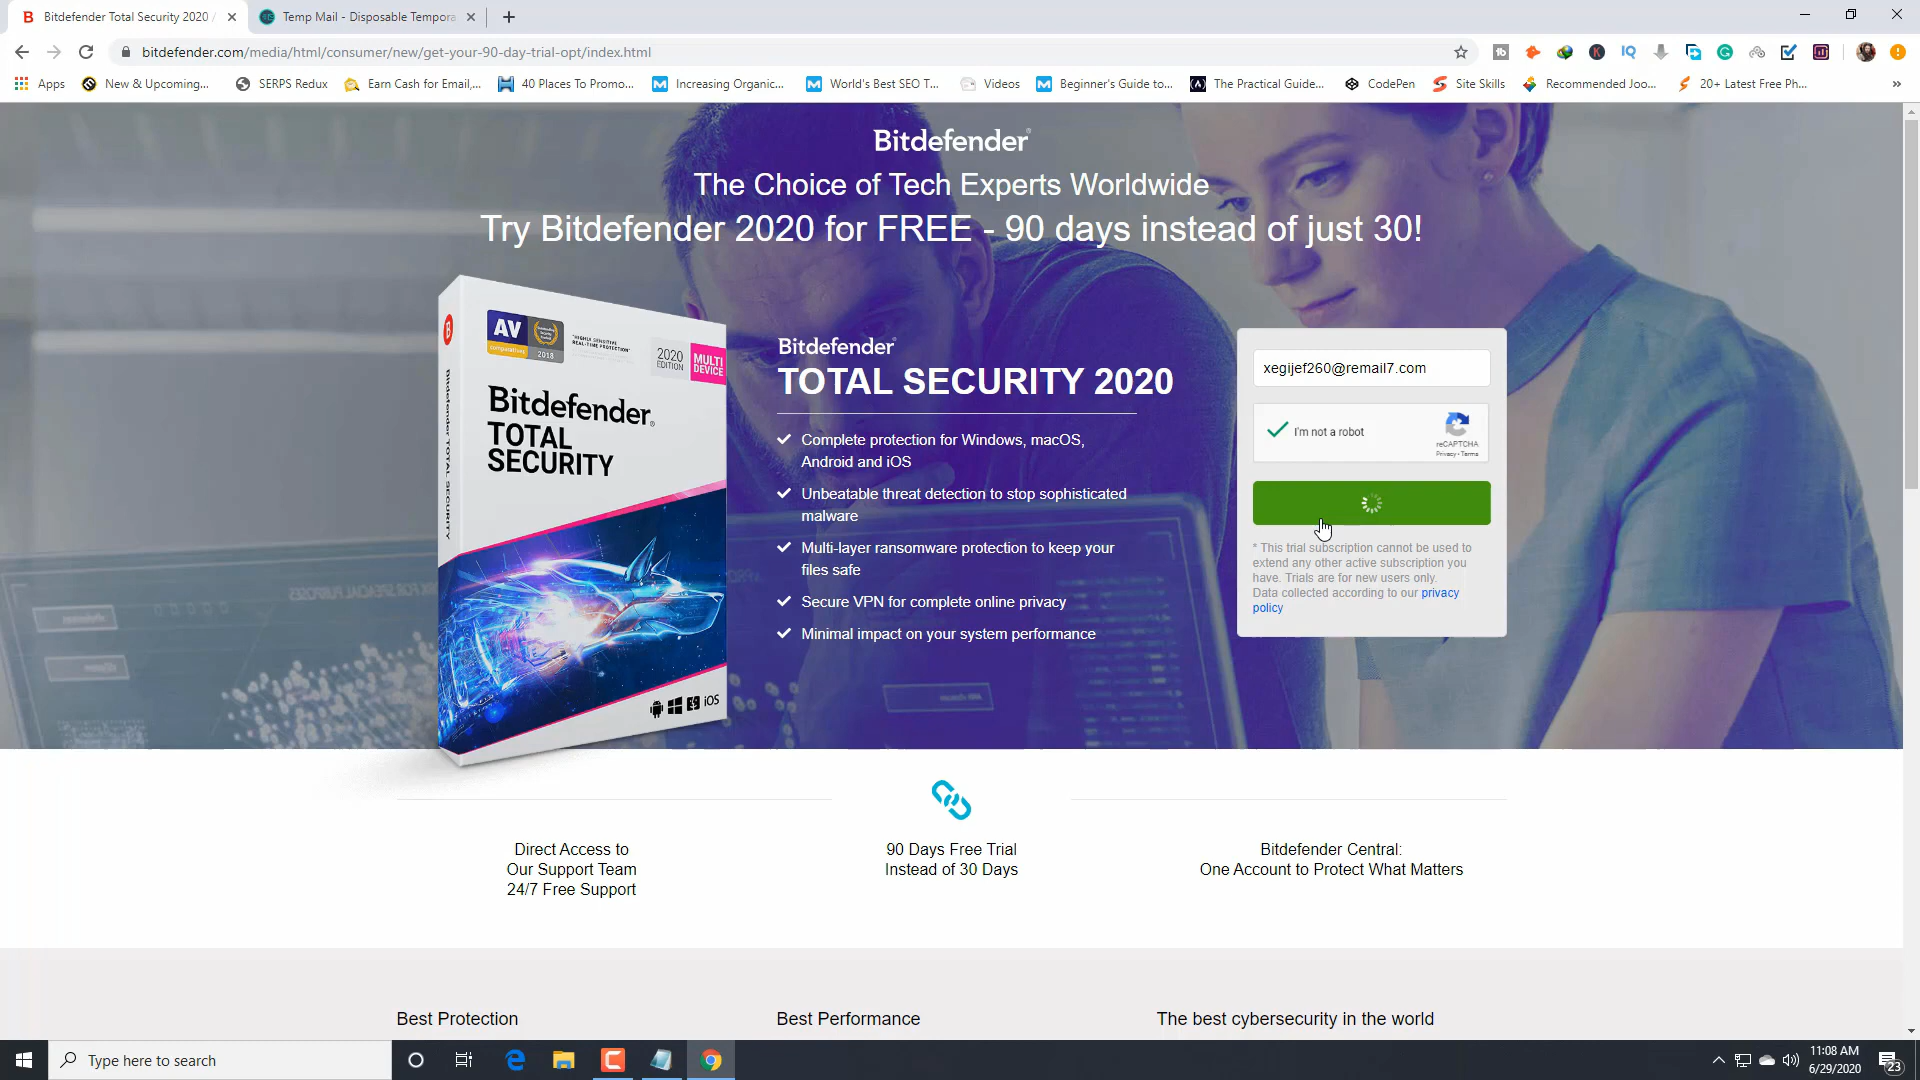 Bitdefender Total Security 2020 /
Temp Mail - Disposable Tempora
bitdefender.com/media/html/consumer/new/get-your-90-day-trial-opt/index.html
Apps
New & Upcoming...
SERPS Redux
Earn Cash for Email,...
40 Places To Promo...
Increasing Organic...
World's Best SEO T...
Videos
Beginner's Guide to...
The Practical Guide...
CodePen
Site Skills
Recommended Joo...
20+ Latest Free Ph...
Bitdefender
The Choice of Tech Experts Worldwide
Try Bitdefender 2020 for FREE - 90 days instead of just 30!
AV
comparatives
2018
"HIGHLY SENSITIVE
REAL-TIME PROTECTION"
2020
EDITION
MULTI
DEVICE
Bitdefender
TOTAL
SECURITY
Bitdefender TOTAL SECURITY
iOS
Bitdefender
TOTAL SECURITY 2020
Complete protection for Windows, macOS,
Android and iOS
Unbeatable threat detection to stop sophisticated
malware
Multi-layer ransomware protection to keep your
files safe
Secure VPN for complete online privacy
Minimal impact on your system performance
xegijef260@remail7.com
I'm not a robot
reCAPTCHA
Privacy - Terms
* This trial subscription cannot be used to
extend any other active subscription you
have. Trials are for new users only.
Data collected according to our privacy
policy
Direct Access to
Our Support Team
24/7 Free Support
90 Days Free Trial
Instead of 30 Days
Bitdefender Central:
One Account to Protect What Matters
Best Protection
Best Performance
The best cybersecurity in the world
Type here to search
11:08 AM
6/29/2020
23